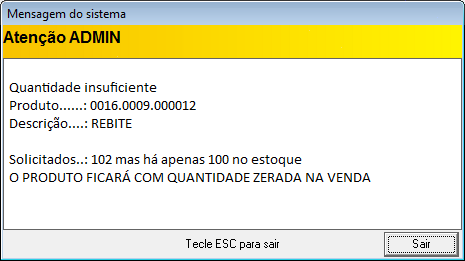 Mensagem do sistema
Atenção ADMIN
Quantidade insuficiente
Produto......: 0016.0009.000012
Descrição....: REBITE
Solicitados..: 102 mas há apenas 100 no estoque
O PRODUTO FICARÁ COM QUANTIDADE ZERADA NA VENDA
Tecle ESC para sair
Sair